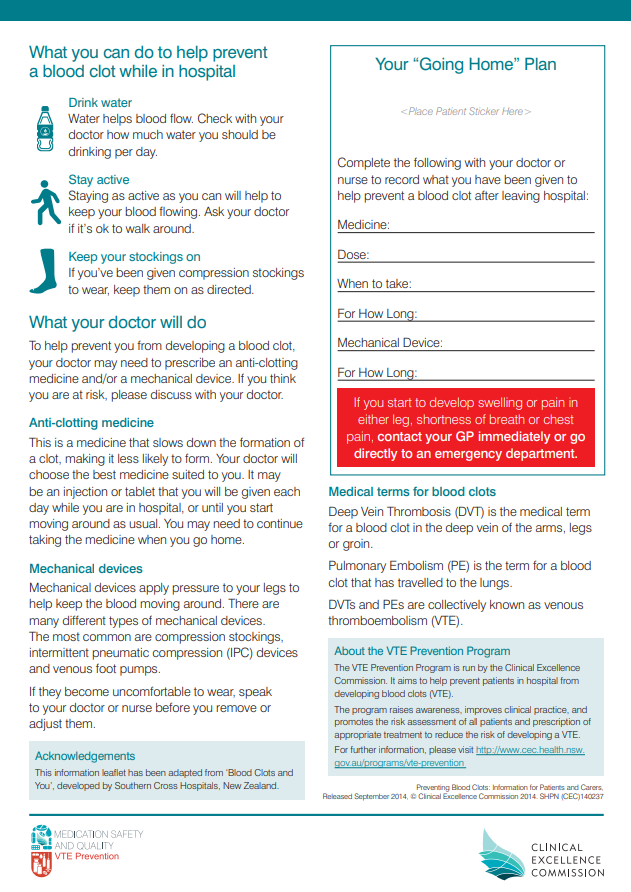 What you can do to help prevent
a blood clot while in hospital
Drink water
Water helps blood flow. Check with your
doctor how much water you should be
drinking per day.
Stay active
Staying as active as you can will help to
keep your blood flowing. Ask your doctor
if it's ok to walk around.
Keep your stockings on
If you've been given compression stockings
to wear, keep them on as directed.
What your doctor will do
To help prevent you from developing a blood clot,
your doctor may need to prescribe an anti-clotting
medicine and/or a mechanical device. If you think
you are at risk, please discuss with your doctor.
Anti-clotting medicine
This is a medicine that slows down the formation of
a clot, making it less likely to form. Your doctor will
choose the best medicine suited to you. It may
be an injection or tablet that you will be given each
day while you are in hospital, or until you start
moving around as usual. You may need to continue
taking the medicine when you go home.
Mechanical devices
Mechanical devices apply pressure to your legs to
help keep the blood moving around. There are
many different types of mechanical devices.
The most common are compression stockings,
intermittent pneumatic compression (IPC) devices
and venous foot pumps.
If they become uncomfortable to wear, speak
to your doctor or nurse before you remove or
adjust them.
Acknowledgements
This information leaflet has been adapted from 'Blood Clots and
You', developed by Southern Cross Hospitals, New Zealand.
Your "Going Home" Plan
<Place Patient Sticker Here>
Complete the following with your doctor or
nurse to record what you have been given to
help prevent a blood clot after leaving hospital:
Medicine:
Dose:
When to take:
For How Long:
Mechanical Device:
For How Long:
If you start to develop swelling or pain in
either leg, shortness of breath or chest
pain, contact your GP immediately or go
directly to an emergency department.
Medical terms for blood clots
Deep Vein Thrombosis (DVT) is the medical term
for a blood clot in the deep vein of the arms, legs
or groin.
Pulmonary Embolism (PE) is the term for a blood
clot that has travelled to the lungs.
DVTs and PEs are collectively known as venous
thromboembolism (VTE).
About the VTE Prevention Program
The VTE Prevention Program is run by the Clinical Excellence
Commission. It aims to help prevent patients in hospital from
developing blood clots (VTE).
The program raises awareness, improves clinical practice, and
promotes the risk assessment of all patients and prescription of
appropriate treatment to reduce the risk of developing a VTE.
For further information, please visit http://www.cec.health.nsw.
gov.au/programs/vte-prevention
Preventing Blood Clots: Information for Patients and Carers,
Released September 2014, © Clinical Excellence Commission 2014. SHPN (CEC)140237
MEDICATION SAFETY
AND QUALITY
VTE Prevention
CLINICAL
EXCELLENCE
COMMISSION